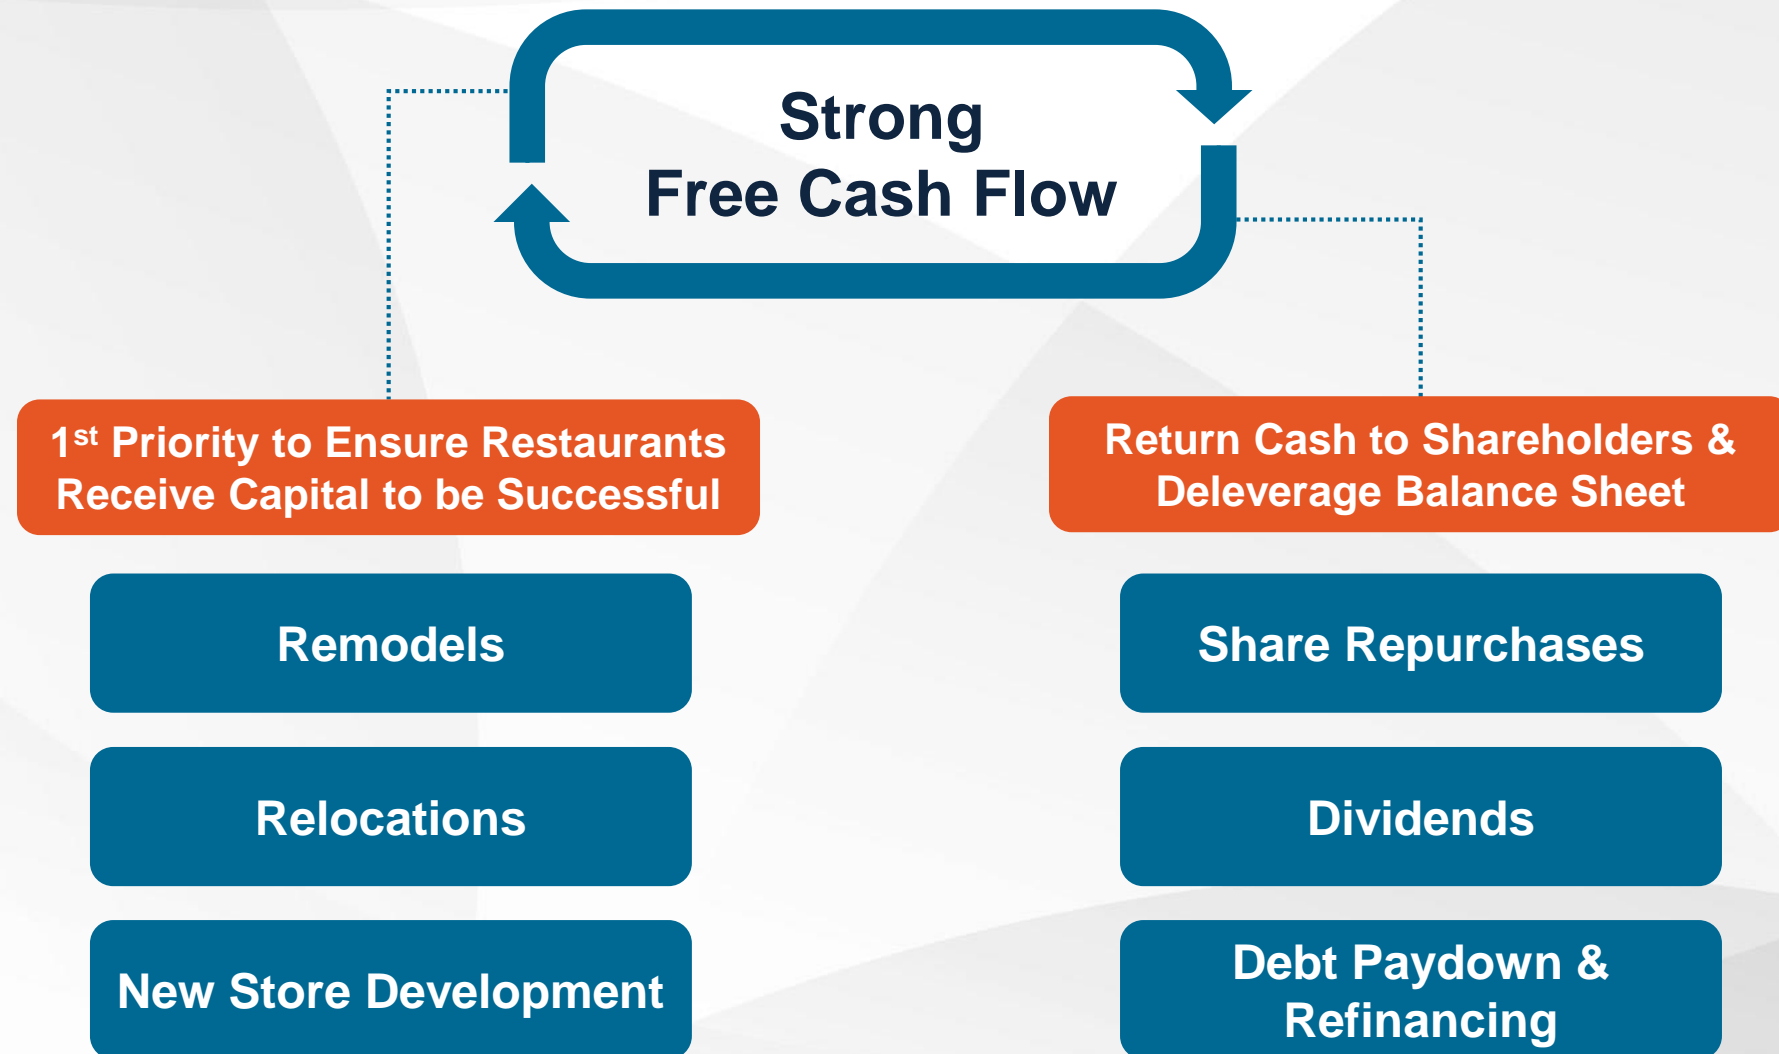 Strong
Free Cash Flow
1st Priority to Ensure Restaurants
Receive Capital to be Successful
Remodels
Relocations
New Store Development
Return Cash to Shareholders &
Deleverage Balance Sheet
Share Repurchases
Dividends
Debt Paydown &
Refinancing